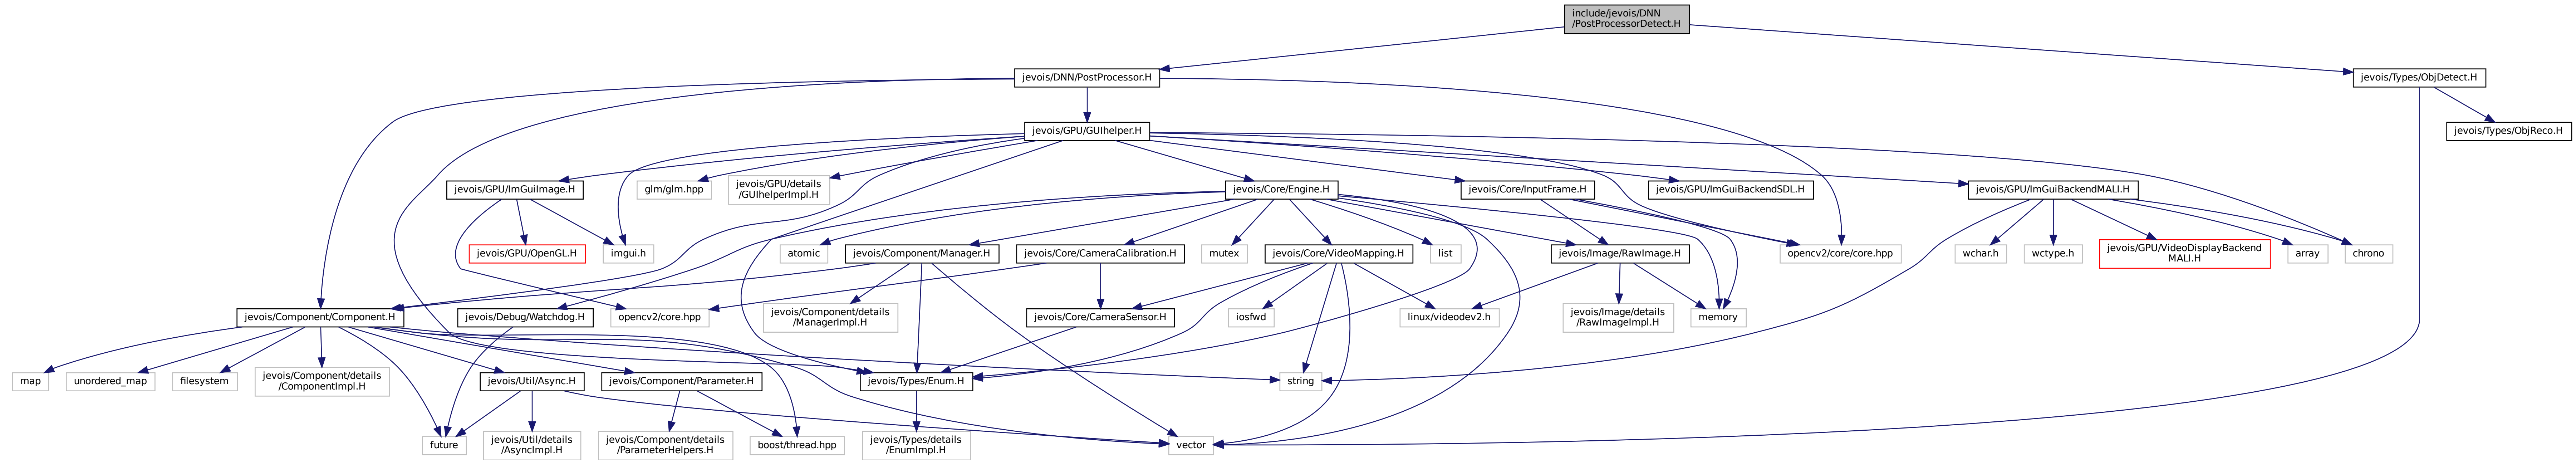 include/jevois/DNN
/PostProcessorDetect.H
jevois/DNN/PostProcessor.H
jevois/Types/ObjDetect.H
jevois/GPU/GUIhelper.H
jevois/Types/ObjReco.H
jevois/GPU/ImGuiImage.H
glm/glm.hpp
jevois/GPU/details
/GUIhelperImpl.H
jevois/Core/Engine.H
jevois/Core/InputFrame.H
jevois/GPU/ImGuiBackendSDL.H
jevois/GPU/ImGuiBackendMALI.H
jevois/GPU/OpenGL.H
imgui.h
atomic
jevois/Component/Manager.H
jevois/Core/CameraCalibration.H
mutex
jevois/Core/VideoMapping.H
list
jevois/Image/RawImage.H
opencv2/core/core.hpp
wchar.h
wctype.h
jevois/GPU/VideoDisplayBackend
MALI.H
array
chrono
jevois/Component/Component.H
jevois/Debug/Watchdog.H
opencv2/core.hpp
jevois/Component/details
/ManagerImpl.H
jevois/Core/CameraSensor.H
iosfwd
linux/videodev2.h
jevois/Image/details
/RawImageImpl.H
memory
map
unordered_map
filesystem
jevois/Component/details
/ComponentImpl.H
jevois/Util/Async.H
jevois/Component/Parameter.H
jevois/Types/Enum.H
string
future
jevois/Util/details
/AsyncImpl.H
jevois/Component/details
/ParameterHelpers.H
boost/thread.hpp
jevois/Types/details
/EnumImpl.H
vector